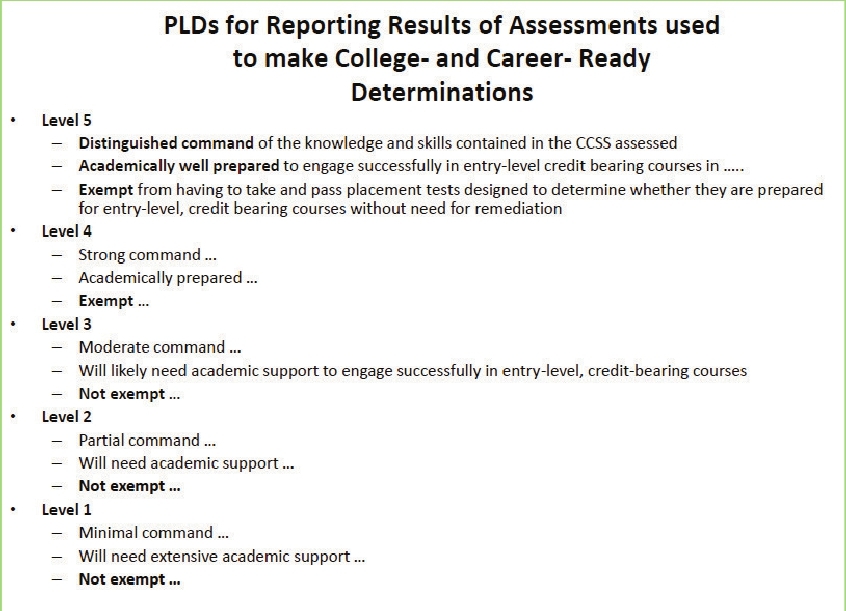 PLDs for Reporting Results of Assessments used
to make College- and Career- Ready
Determinations
• Level 5
– Distinguished command of the knowledge and skills contained in the CCSS assessed
– Academically well prepared to engage successfully in entry-level credit bearing courses in .....
– Exempt from having to take and pass placement tests designed to determine whether they are prepared
for entry-level, credit bearing courses without need for remediation
• Level 4
– Strong command ...
– Academically prepared ...
– Exempt ...
• Level 3
– Moderate command ...
– Will likely need academic support to engage successfully in entry-level, credit-bearing courses
– Not exempt ...
• Level 2
– Partial command ...
– Will need academic support ...
– Not exempt ...
• Level 1
– Minimal command ...
– Will need extensive academic support ...
– Not exempt ...